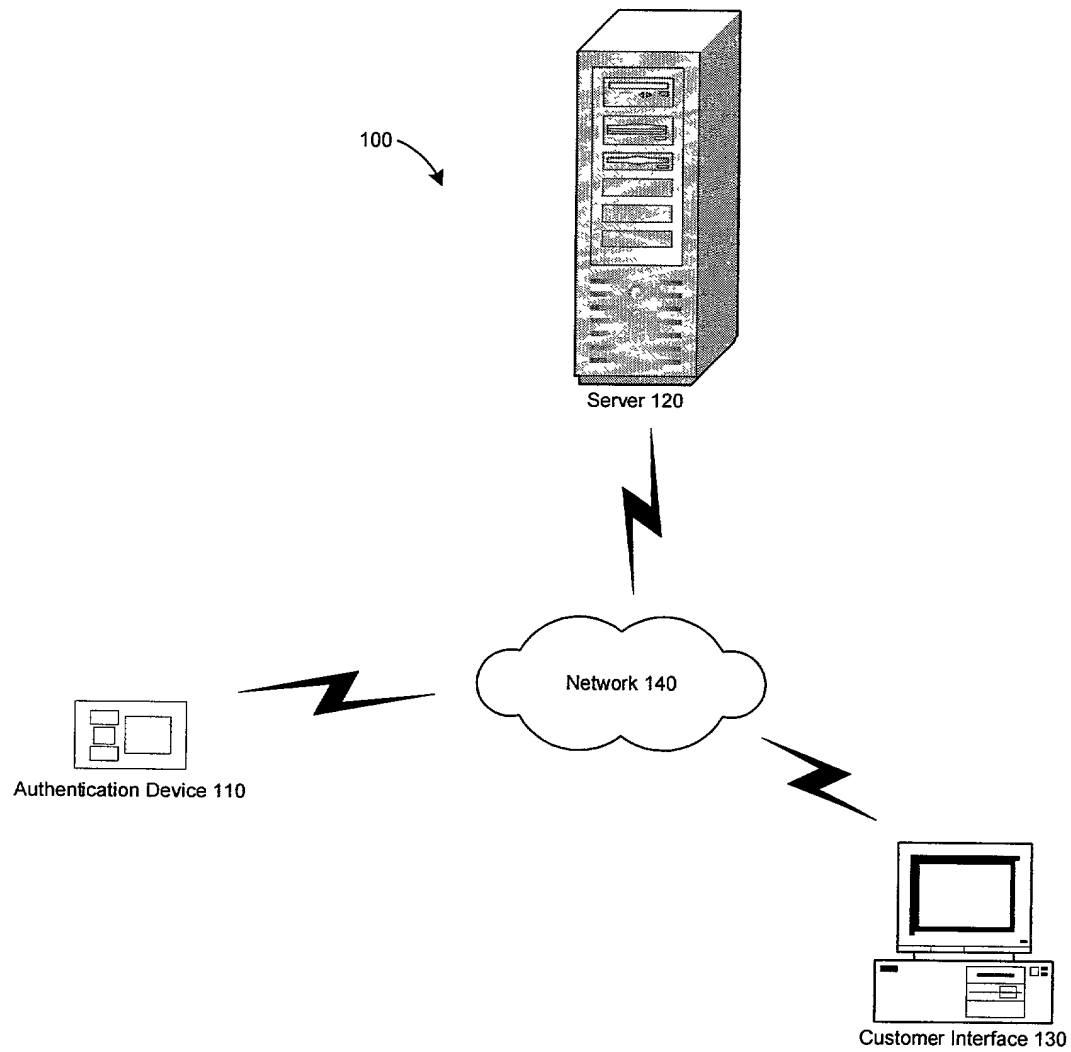 100
Server 120
Network 140
Authentication Device 110
Customer Interface 130